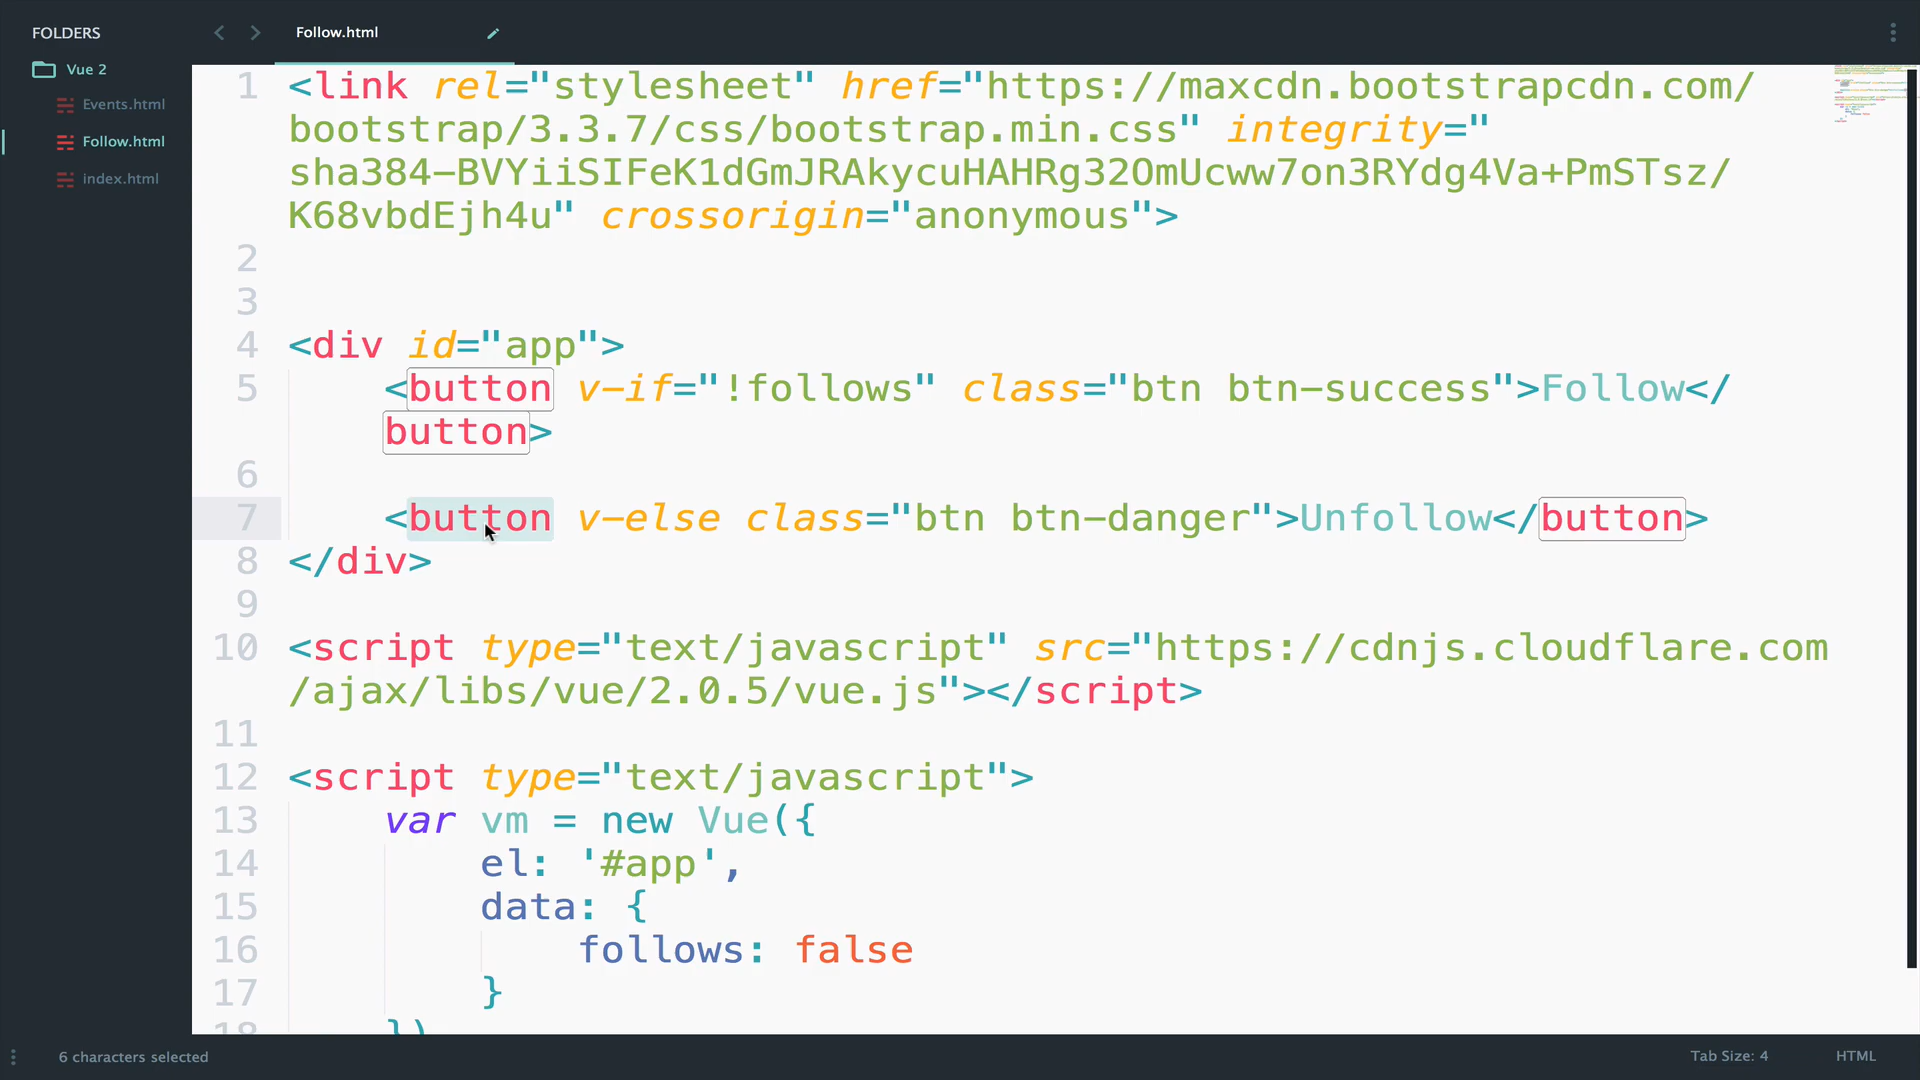 FOLDERS
Vue 2
Events.html
Follow.html
index.html
Follow.html
1 <link rel="stylesheet" href="https://maxcdn.bootstrapcdn.com/
bootstrap/3.3.7/css/bootstrap.min.css" integrity="
sha384-BVYiiSIFeK1dGmJRAkycuHAHRg32OmUcww7on3RYdg4Va+PmSTsz/
K68vbdEjh4u" crossorigin="anonymous">
2
3
4 <div id="app">
5 <button v-if="!follows" class="btn btn-success">Follow</
button>
6
7 <button v-else class="btn btn-danger">Unfollow</button>
8 </div>
9
10 <script type="text/javascript" src="https://cdnjs.cloudflare.com
/ajax/libs/vue/2.0.5/vue.js"></script>
11
12 <script type="text/javascript">
13 var vm = new Vue({
14 el: '#app',
15 data: {
16 follows: false
17 }
18 })
6 characters selected
Tab Size: 4
HTML